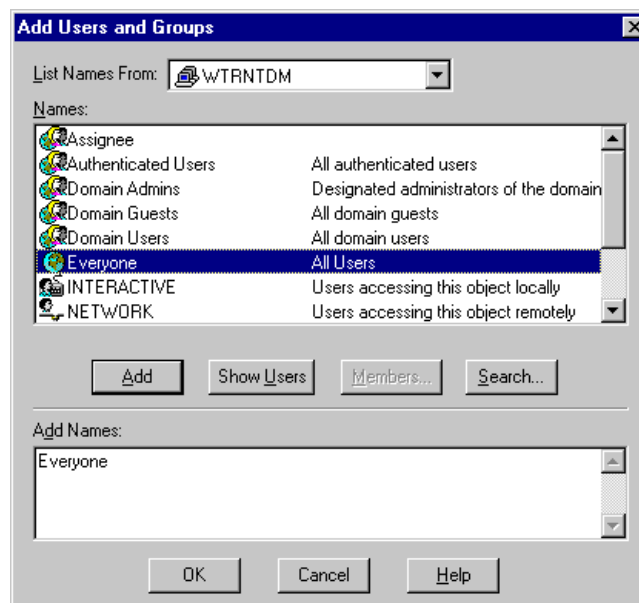 Add Users and Groups
List Names From: WTRNTDM
Names:
Assignee
Authenticated Users All authenticated users
Domain Admins Designated administrators of the domain
Domain Guests All domain guests
Domain Users All domain users
Everyone All Users
INTERACTIVE Users accessing this object locally
NETWORK Users accessing this object remotely
Add Show Users Members... Search...
Add Names:
Everyone
OK Cancel Help